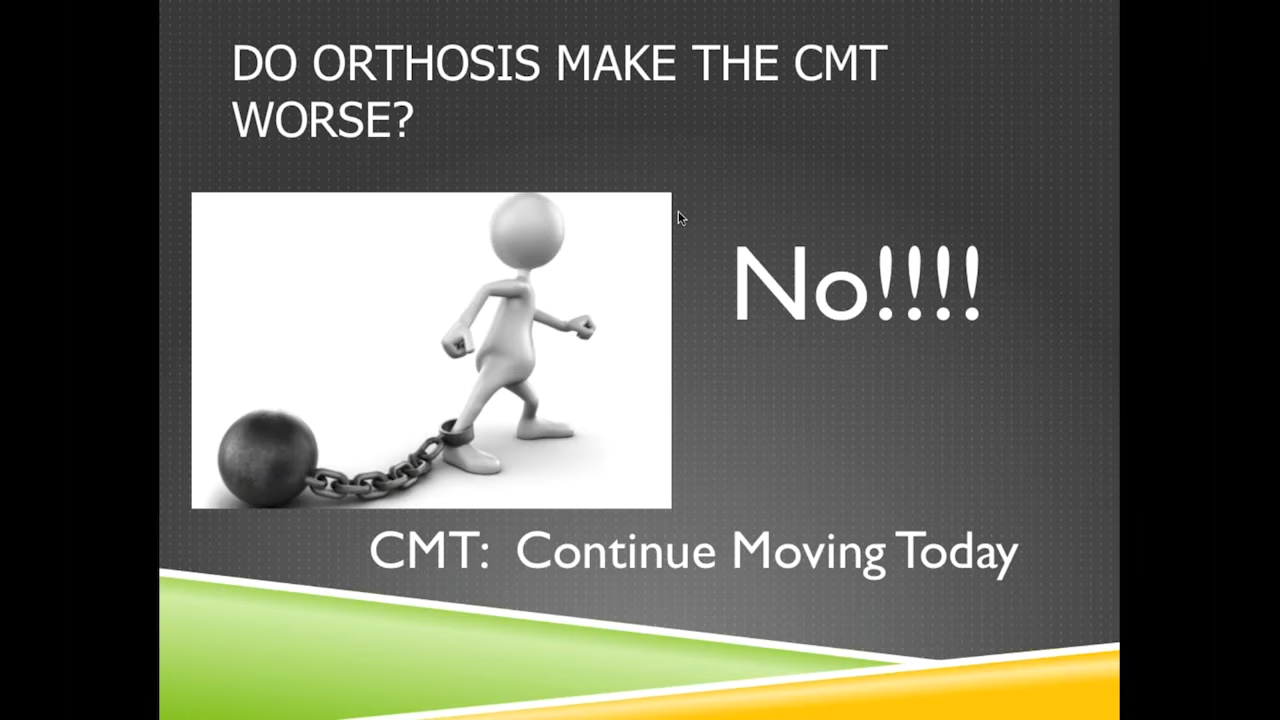 DO ORTHOSIS MAKE THE CMT
WORSE?
No!!!!
CMT:  Continue Moving Today